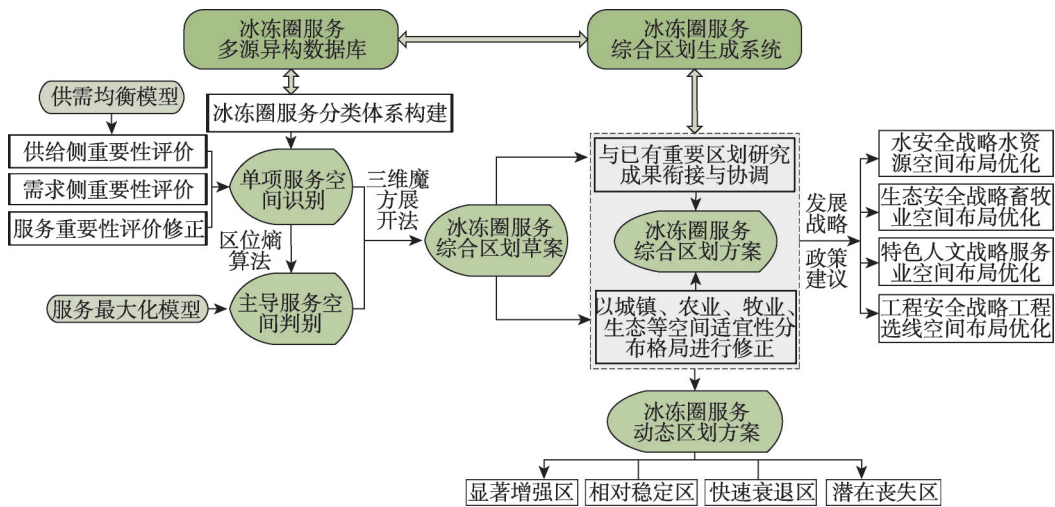 冰冻圈服务
多源异构数据库
冰冻圈服务
综合区划生成系统
供需均衡模型
冰冻圈服务分类体系构建
供给侧重要性评价
需求侧重要性评价
服务重要性评价修正
单项服务空
间识别
区位熵
算法
服务最大化模型
主导服务空
间判别
三维魔
方展
开法
冰冻圈服务
综合区划草案
与已有重要区划研究
成果衔接与协调
冰冻圈服务
综合区划方案
以城镇、农业、牧业、
生态等空间适宜性分
布格局进行修正
发展
战略
政策
建议
水安全战略水资
源空间布局优化
生态安全战略畜牧
业空间布局优化
特色人文战略服务
业空间布局优化
工程安全战略工程
选线空间布局优化
冰冻圈服务
动态区划方案
显著增强区
相对稳定区
快速衰退区
潜在丧失区